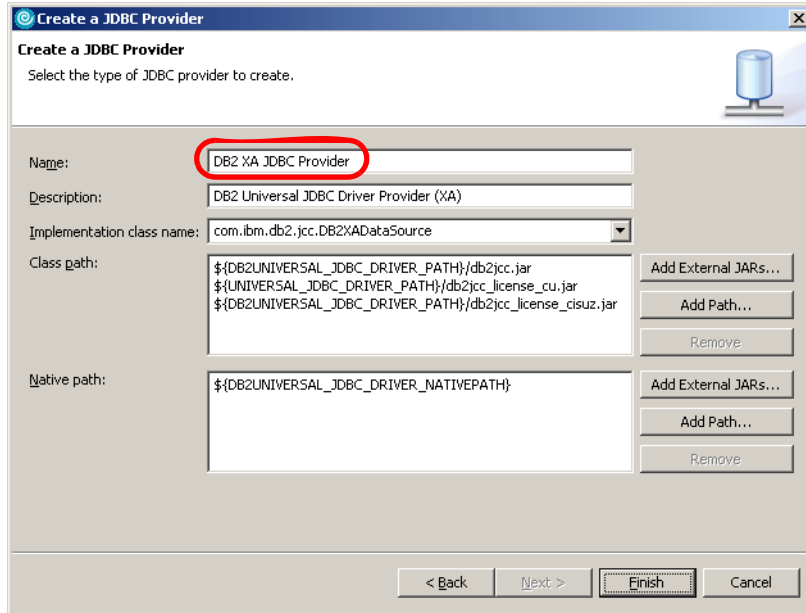 Create a JDBC Provider
Create a JDBC Provider
Select the type of JDBC provider to create.
Name:
DB2 XA JDBC Provider
Description:
DB2 Universal JDBC Driver Provider (XA)
Implementation class name:
com.ibm.db2.jcc.DB2XADataSource
Class path:
${DB2UNIVERSAL_JDBC_DRIVER_PATH}/db2jcc.jar
${UNIVERSAL_JDBC_DRIVER_PATH}/db2jcc_license_cu.jar
${DB2UNIVERSAL_JDBC_DRIVER_PATH}/db2jcc_license_cisuz.jar
Add External JARs...
Add Path...
Remove
Native path:
${DB2UNIVERSAL_JDBC_DRIVER_NATIVEPATH}
Add External JARs...
Add Path...
Remove
< Back
Next >
Finish
Cancel